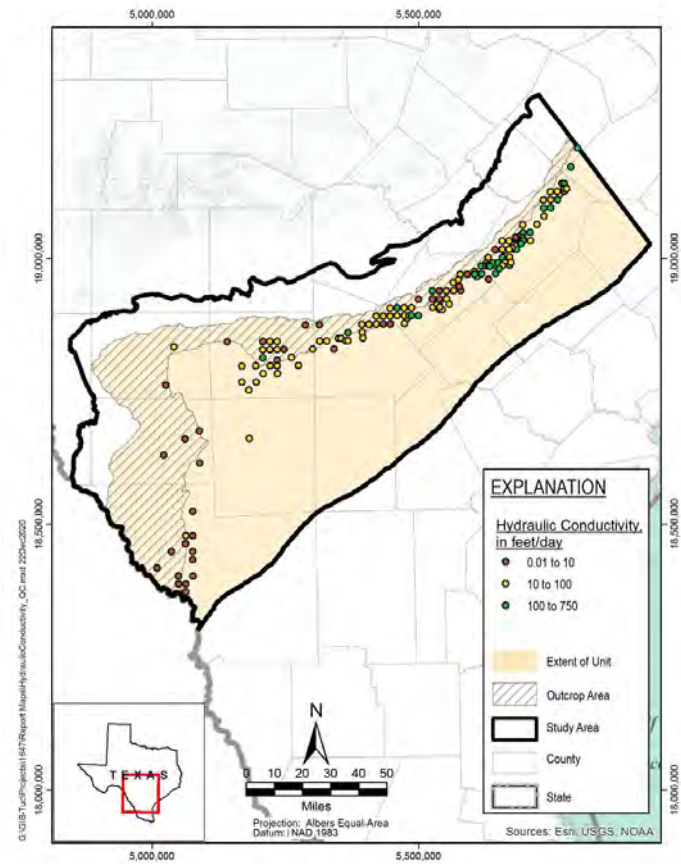 5,000,000
5,500,000
19,000,000
19,000,000
18,500,000
18,500,000
18,000,000
18,000,000
EXPLANATION
Hydraulic Conductivity,
in feet/day
0.01 to 10
10 to 100
100 to 750
Extent of Unit
Outcrop Area
Study Area
County
State
TEXAS
N
0 10 20 30 40 50
Miles
Projection: Albers Equal-Area
Datum: NAD 1983
Sources: Esri, USGS, NOAA
5,000,000
5,500,000